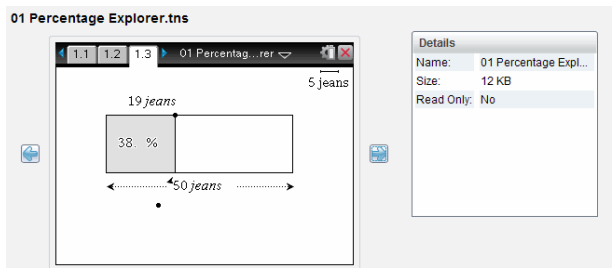 01 Percentage Explorer.tns
1.1 1.2 1.3 01 Percentag...rer
5 jeans
19 jeans
38. %
50 jeans
Details
Name: 01 Percentage Expl...
Size: 12 KB
Read Only: No